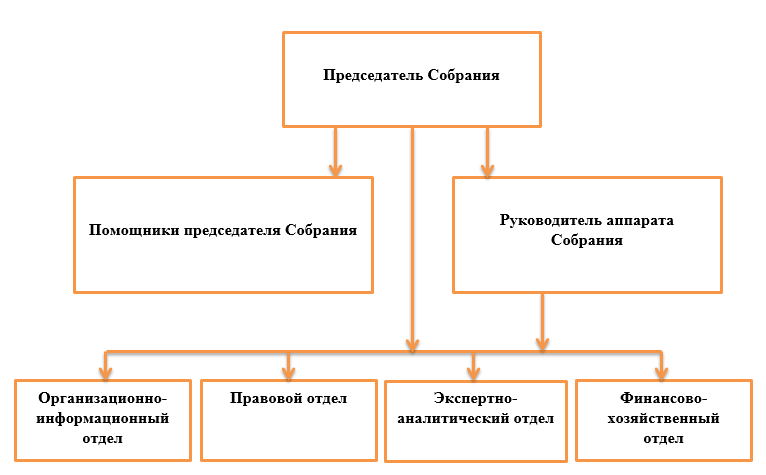 Председатель Собрания
Помощники председателя Собрания
Руководитель аппарата
Собрания
Организационно-
информационный
отдел
Правовой отдел
Экспертно-
аналитический отдел
Финансово-
хозяйственный
отдел